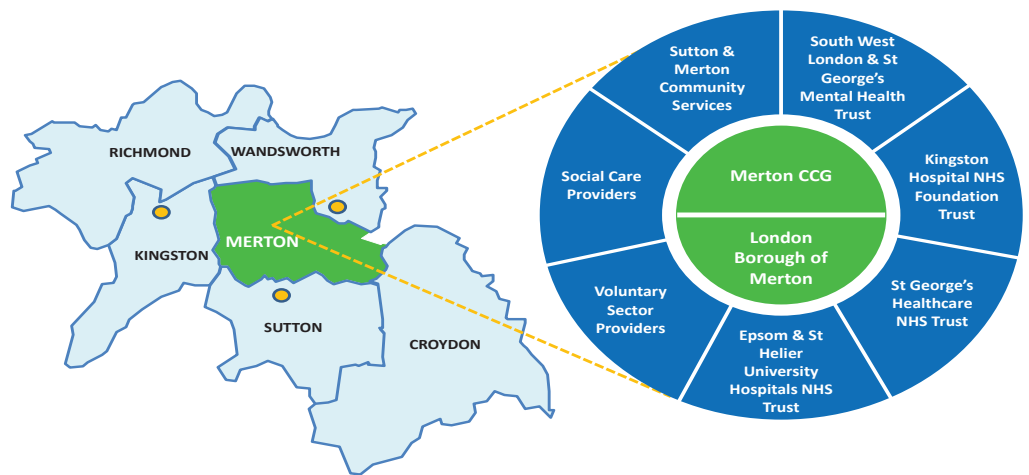 RICHMOND
WANDSWORTH
MERTON
KINGSTON
SUTTON
CROYDON
Sutton &
Merton
Community
Services
South West
London & St
George's
Mental Health
Trust
Kingston
Hospital NHS
Foundation
Trust
St George's
Healthcare
NHS Trust
Epsom & St
Helier
University
Hospitals NHS
Trust
Voluntary
Sector
Providers
Social Care
Providers
Merton CCG
London
Borough of
Merton